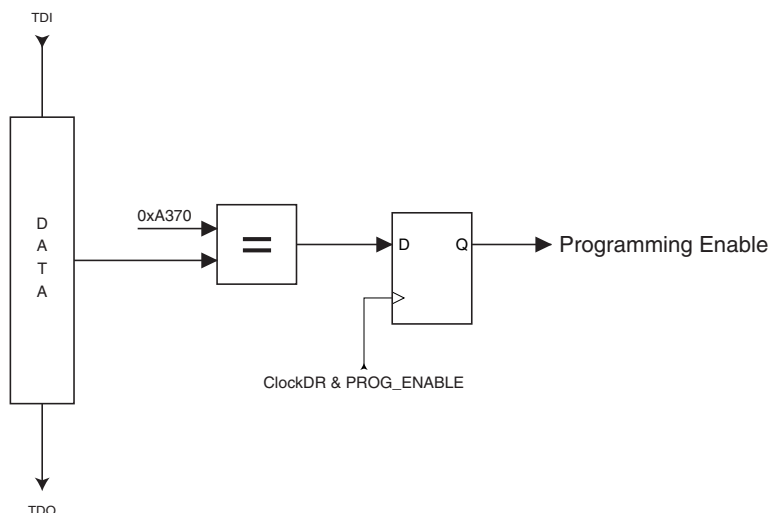 TDI
0xA370
D
A
T
A
=
D
Q
Programming Enable
ClockDR & PROG_ENABLE
TDO